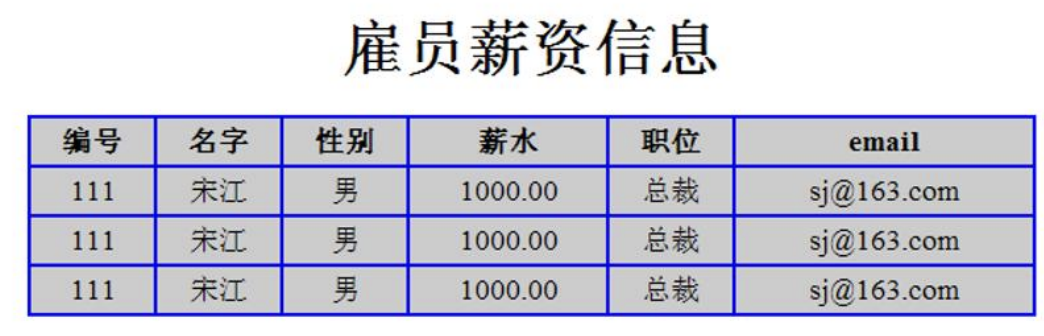 雇员薪资信息
编号 名字 性别 薪水 职位 email
111 宋江 男 1000.00 总裁 sj@163.com
111 宋江 男 1000.00 总裁 sj@163.com
111 宋江 男 1000.00 总裁 sj@163.com